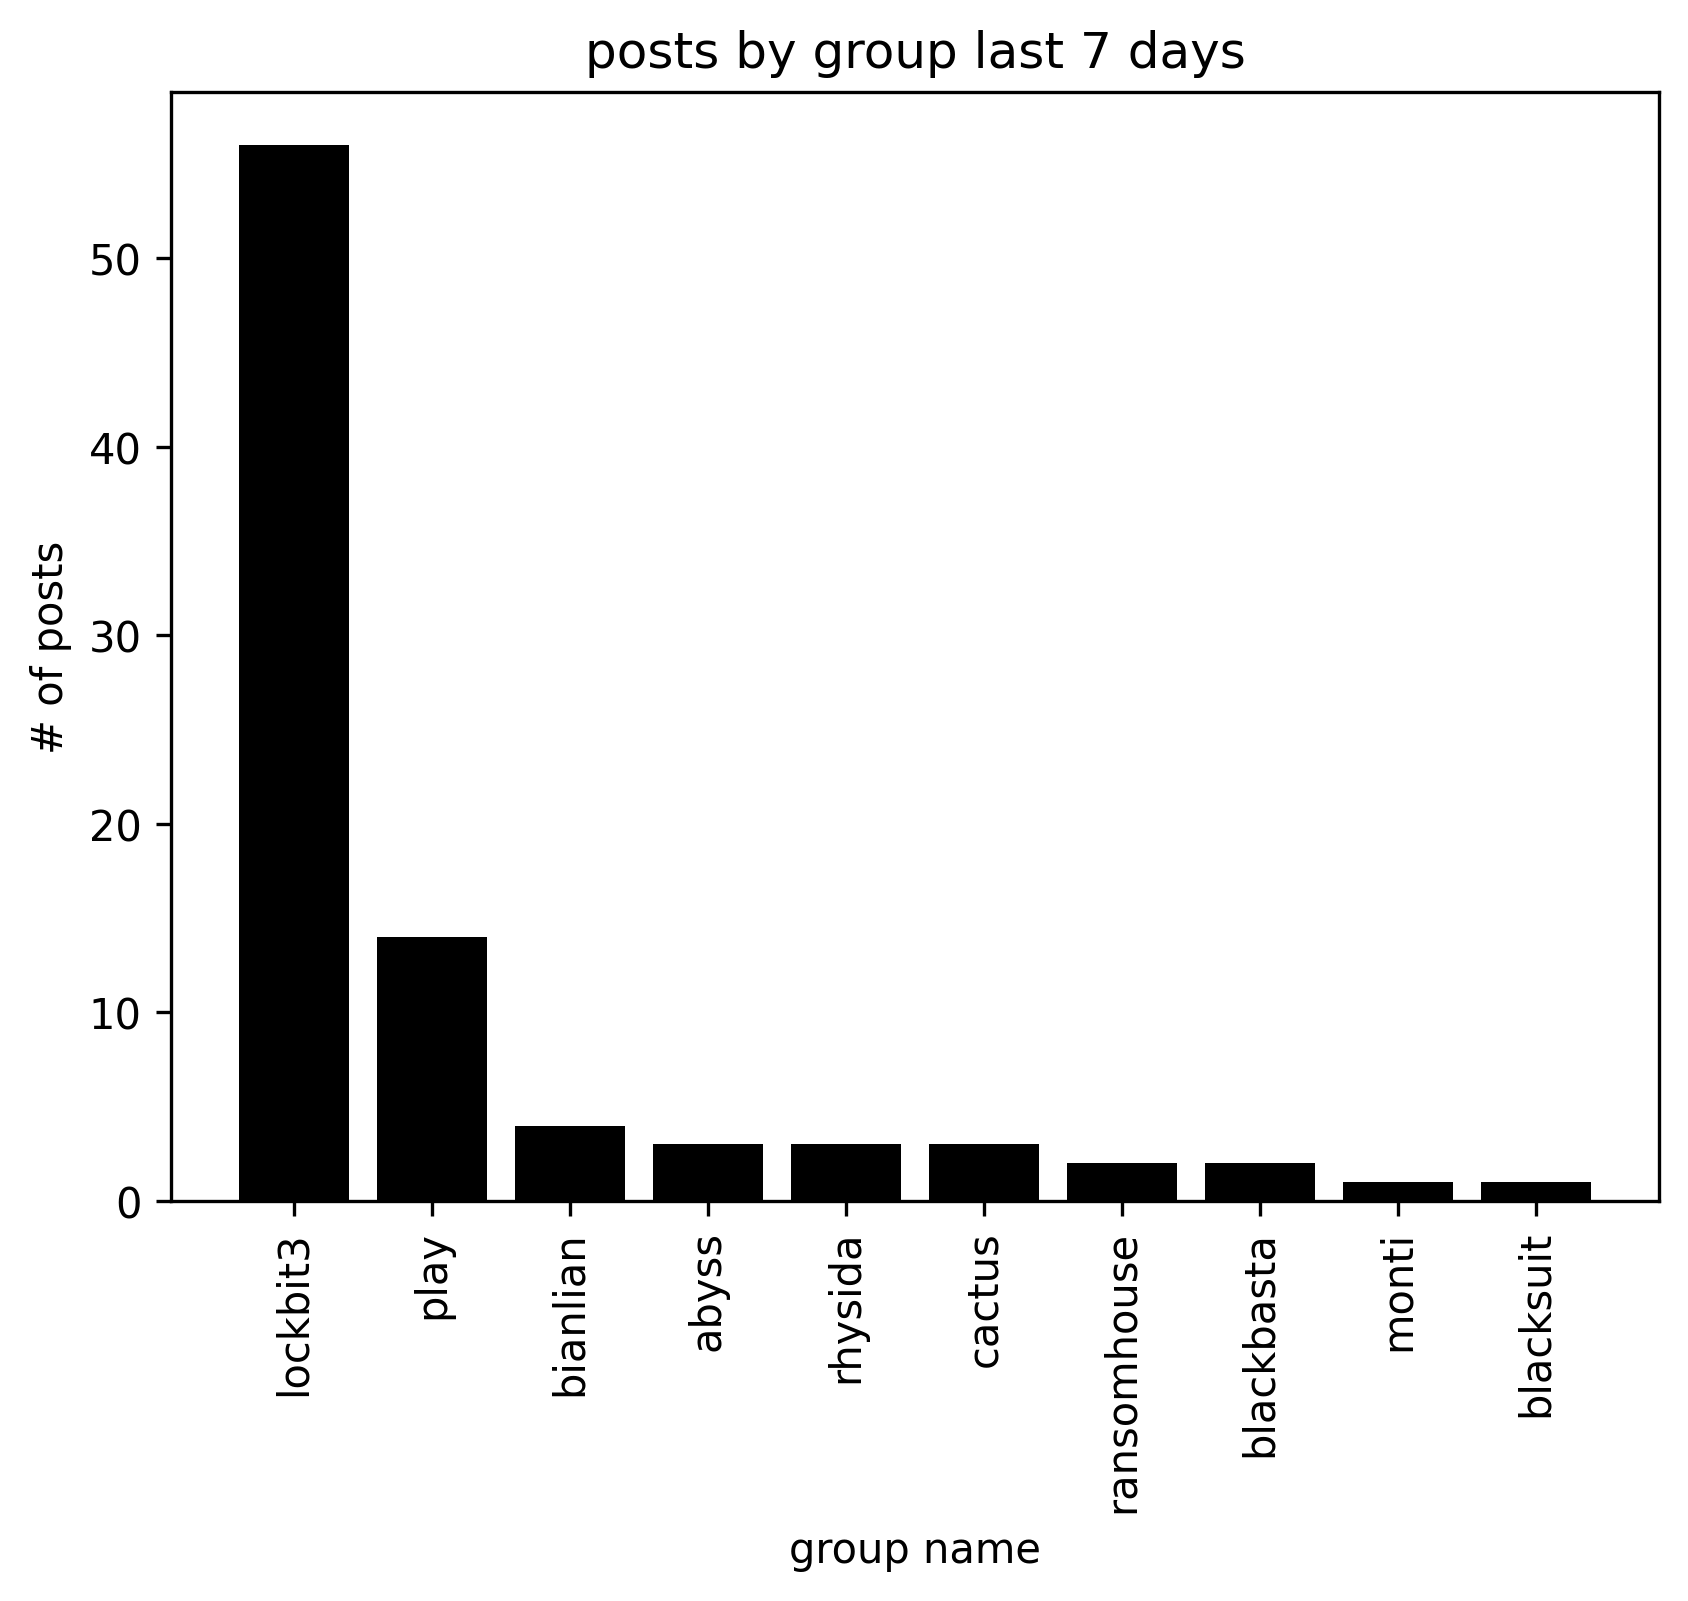 posts by group last 7 days
# of posts
50
40
30
20
10
0
lockbit3
play
bianlian
abyss
rhysida
cactus
ransomhouse
blackbasta
monti
blacksuit
group name